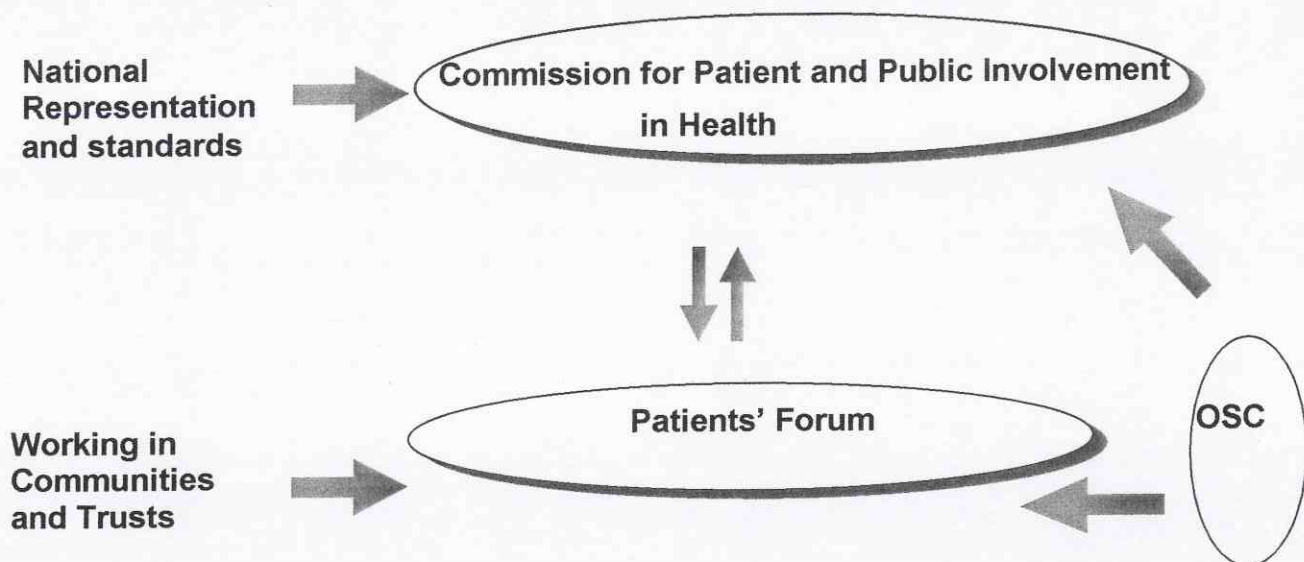 National
Representation
and standards
Commission for Patient and Public Involvement
in Health
Patients’ Forum
OSC
Working in
Communities
and Trusts